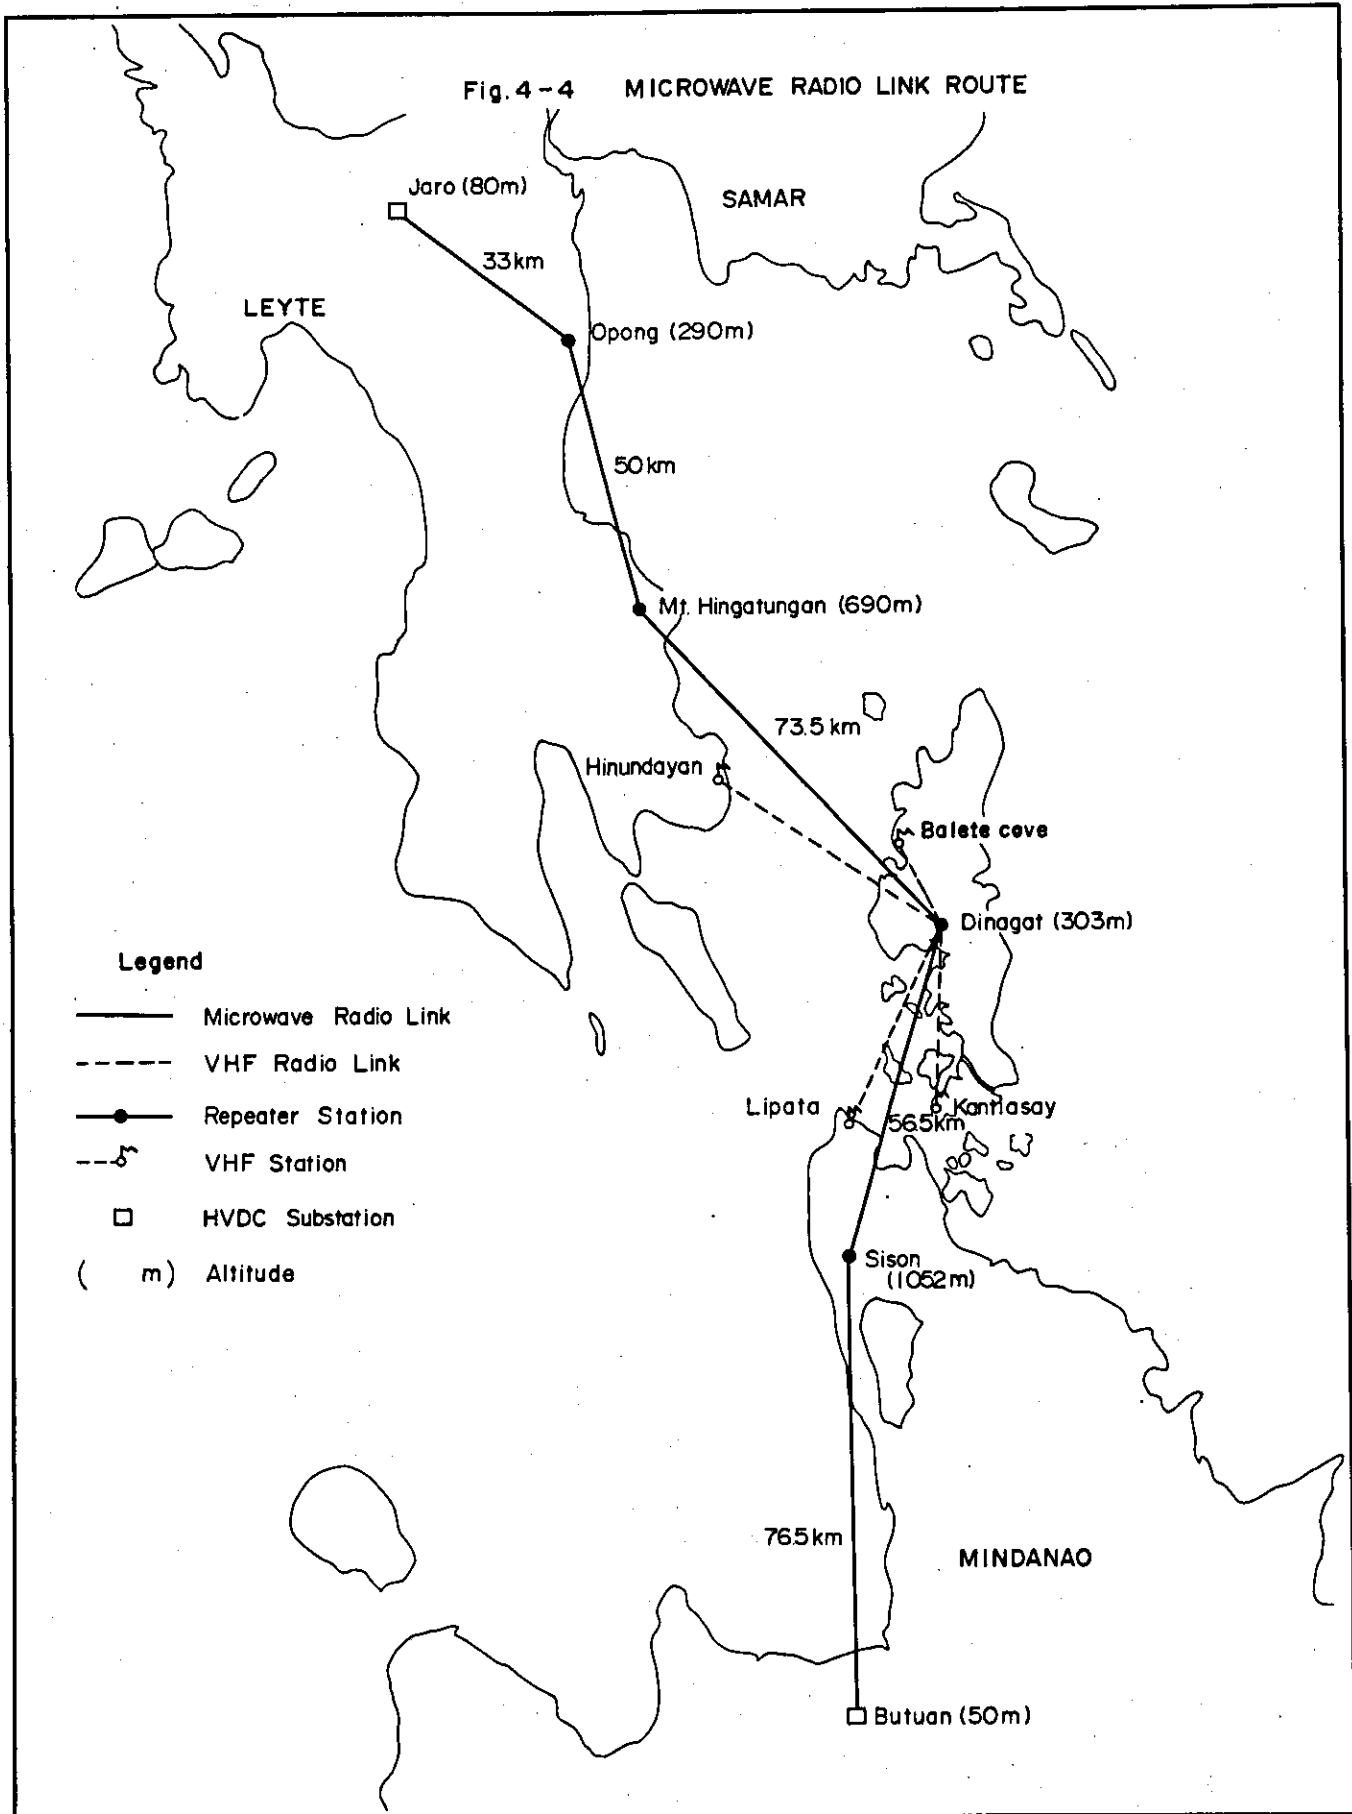 Fig. 4-4 MICROWAVE RADIO LINK ROUTE
Jaro (80m)
SAMAR
33km
LEYTE
Opong (290m)
50km
Mt. Hingatungan (690m)
73.5km
Hinundayan
Balete cove
Dinagat (303m)
Legend
Microwave Radio Link
VHF Radio Link
Repeater Station
VHF Station
HVDC Substation
( m) Altitude
Lipata
56.5km
Kantiasay
Sison
(1052m)
76.5km
MINDANAO
Butuan (50m)